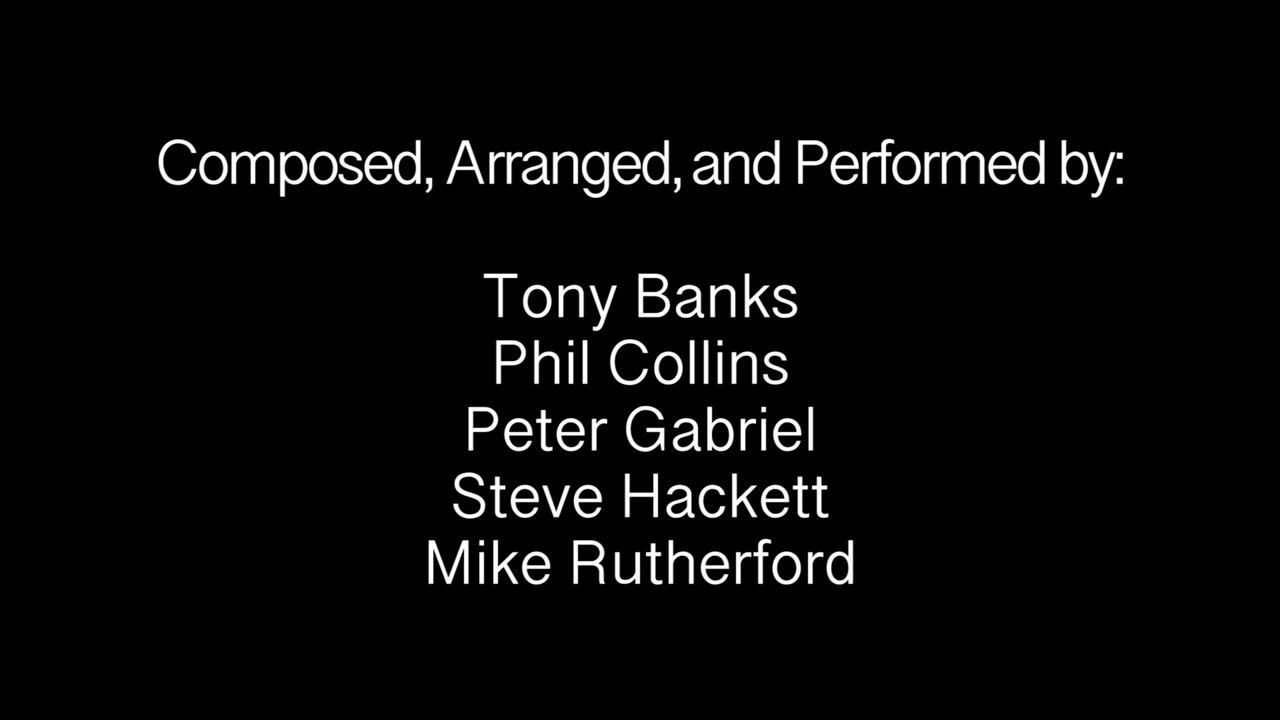 Composed, Arranged, and Performed by:
Tony Banks
Phil Collins
Peter Gabriel
Steve Hackett
Mike Rutherford